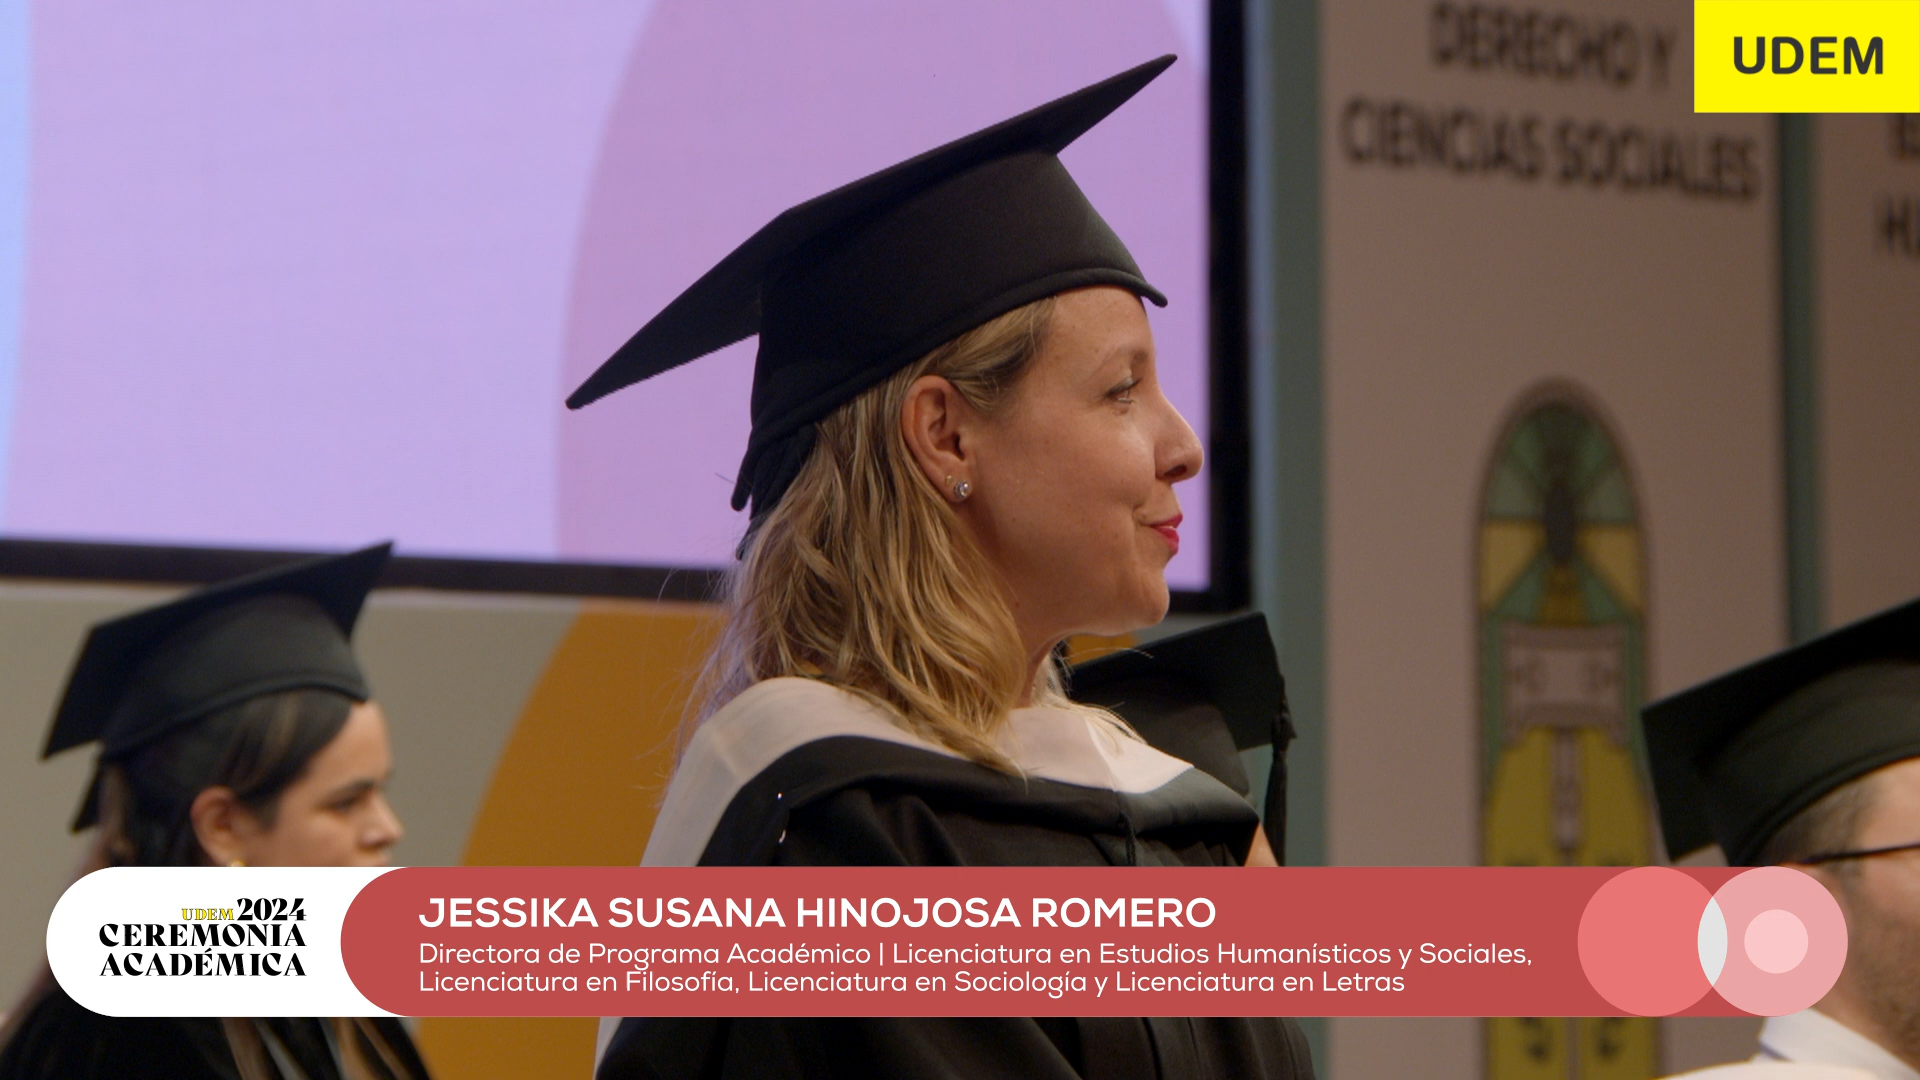 DERECHO Y
CIENCIAS SOCIALES
UDEM
UDEM 2024
CEREMONIA
ACADÉMICA
JESSIKA SUSANA HINOJOSA ROMERO
Directora de Programa Académico | Licenciatura en Estudios Humanísticos y Sociales,
Licenciatura en Filosofía, Licenciatura en Sociología y Licenciatura en Letras